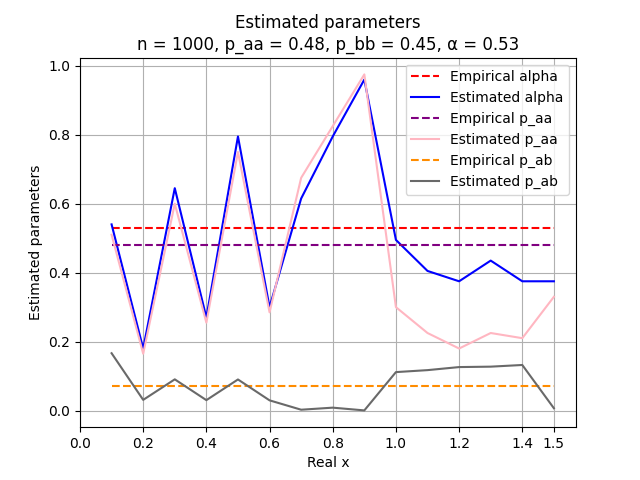 Estimated parameters
n = 1000, p_aa = 0.48, p_bb = 0.45, α = 0.53
Estimated parameters
1.0
0.8
0.6
0.4
0.2
0.0
Empirical alpha
Estimated alpha
Empirical p_aa
Estimated p_aa
Empirical p_ab
Estimated p_ab
0.0 0.2 0.4 0.6 0.8 1.0 1.2 1.4 1.5
Real x